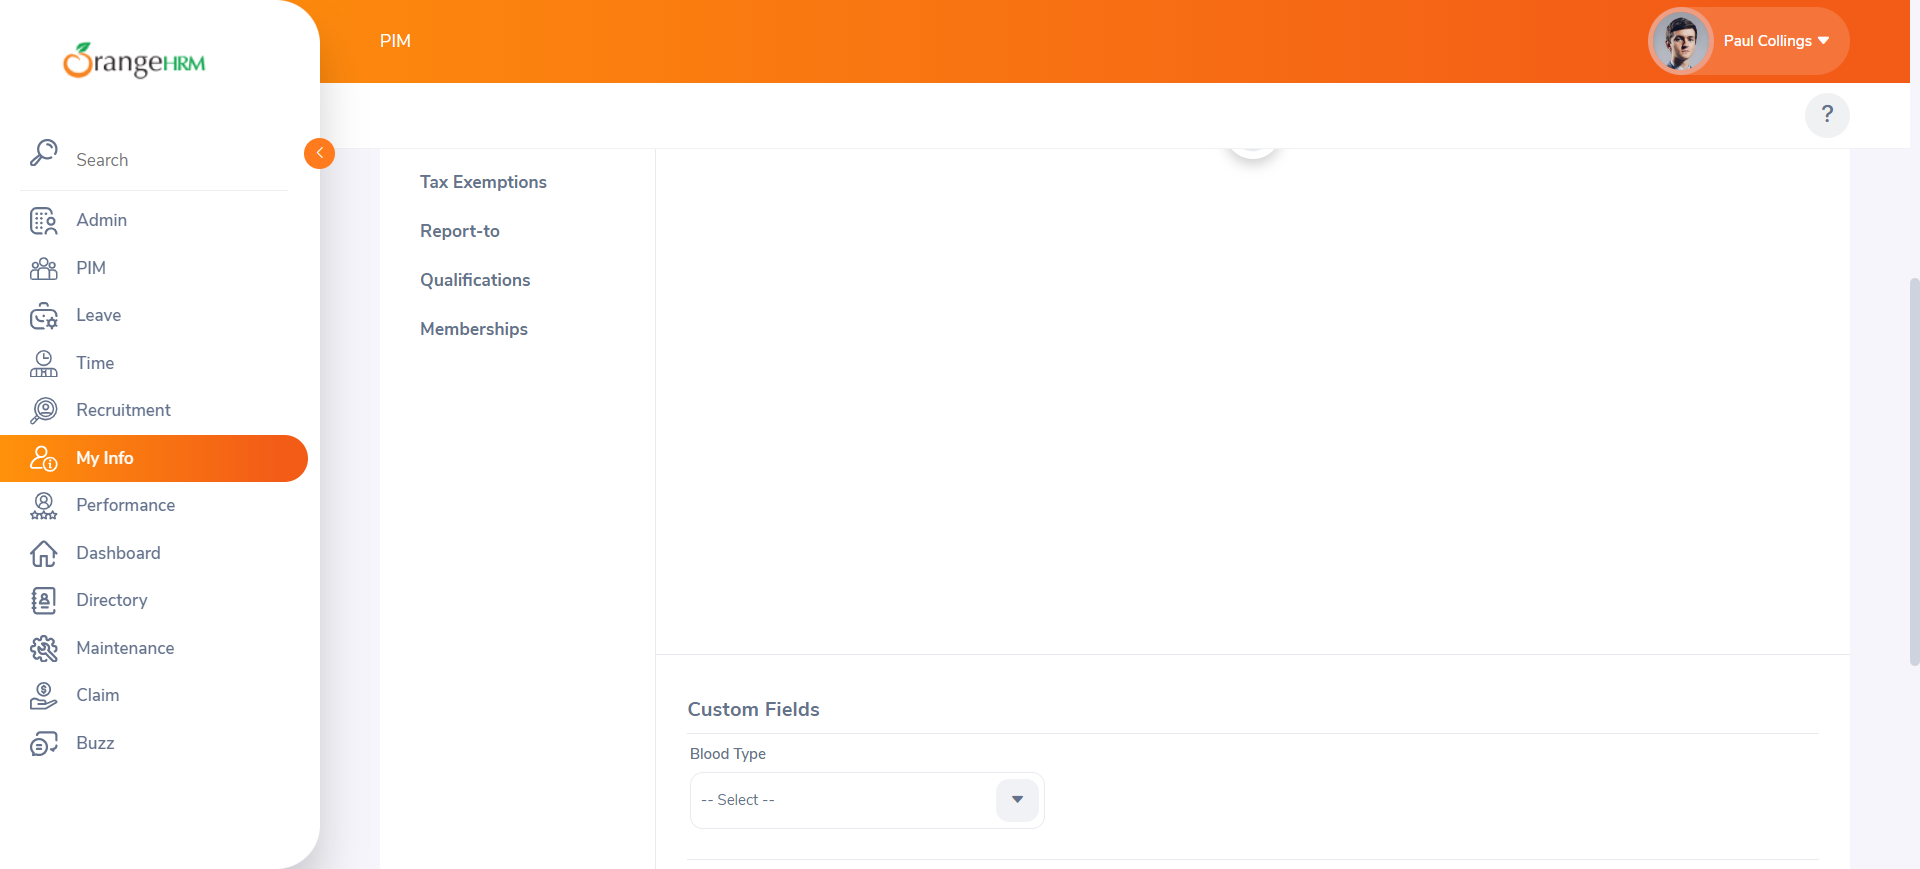 OrangeHRM
Search
Admin
PIM
Leave
Time
Recruitment
My Info
Performance
Dashboard
Directory
Maintenance
Claim
Buzz
PIM
Paul Collings
?
Tax Exemptions
Report-to
Qualifications
Memberships
Custom Fields
Blood Type
-- Select --